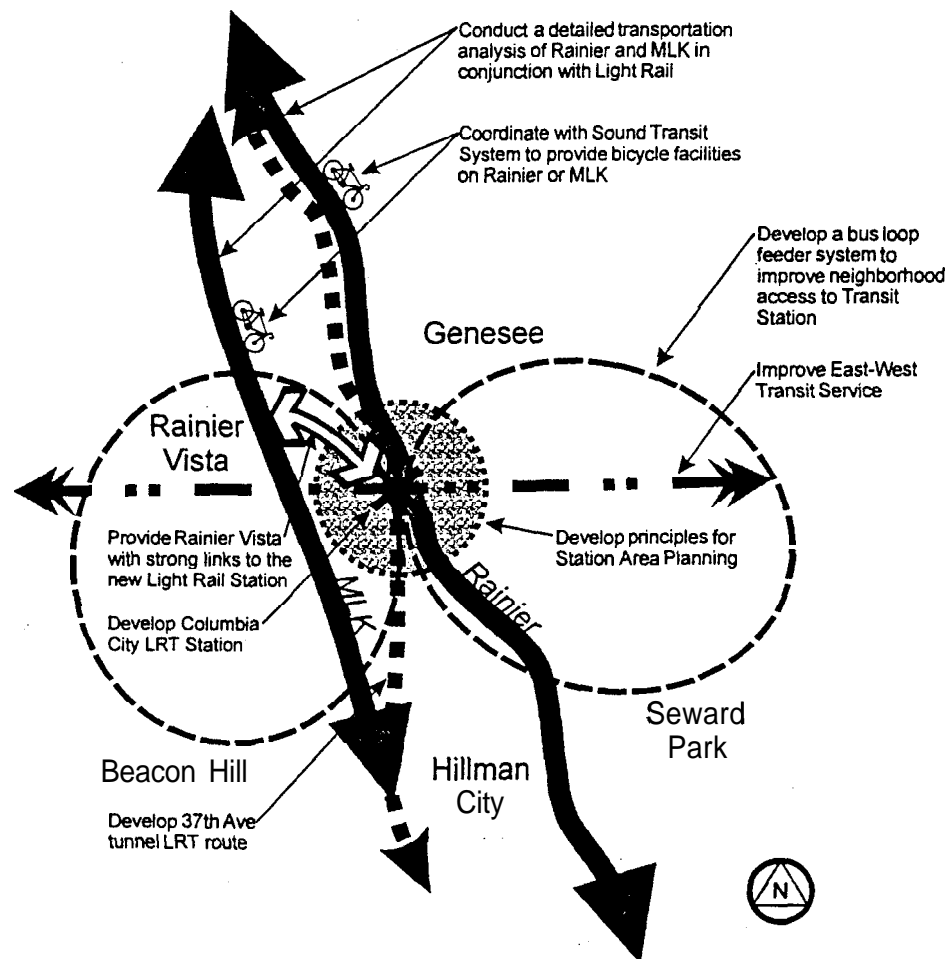 Conduct a detailed transportation
analysis of Rainier and MLK in
conjunction with Light Rail
Coordinate with Sound Transit
System to provide bicycle facilities
on Rainier or MLK
Develop a bus loop
feeder system to
improve neighborhood
access to Transit
Station
Genesee
Improve East-West
Transit Service
Rainier
Vista
Provide Rainier Vista
with strong links to the
new Light Rail Station
Develop principles for
Station Area Planning
MLK
Rainier
Develop Columbia
City LRT Station
Seward
Park
Beacon Hill
Hillman
City
Develop 37th Ave
tunnel LRT route
N